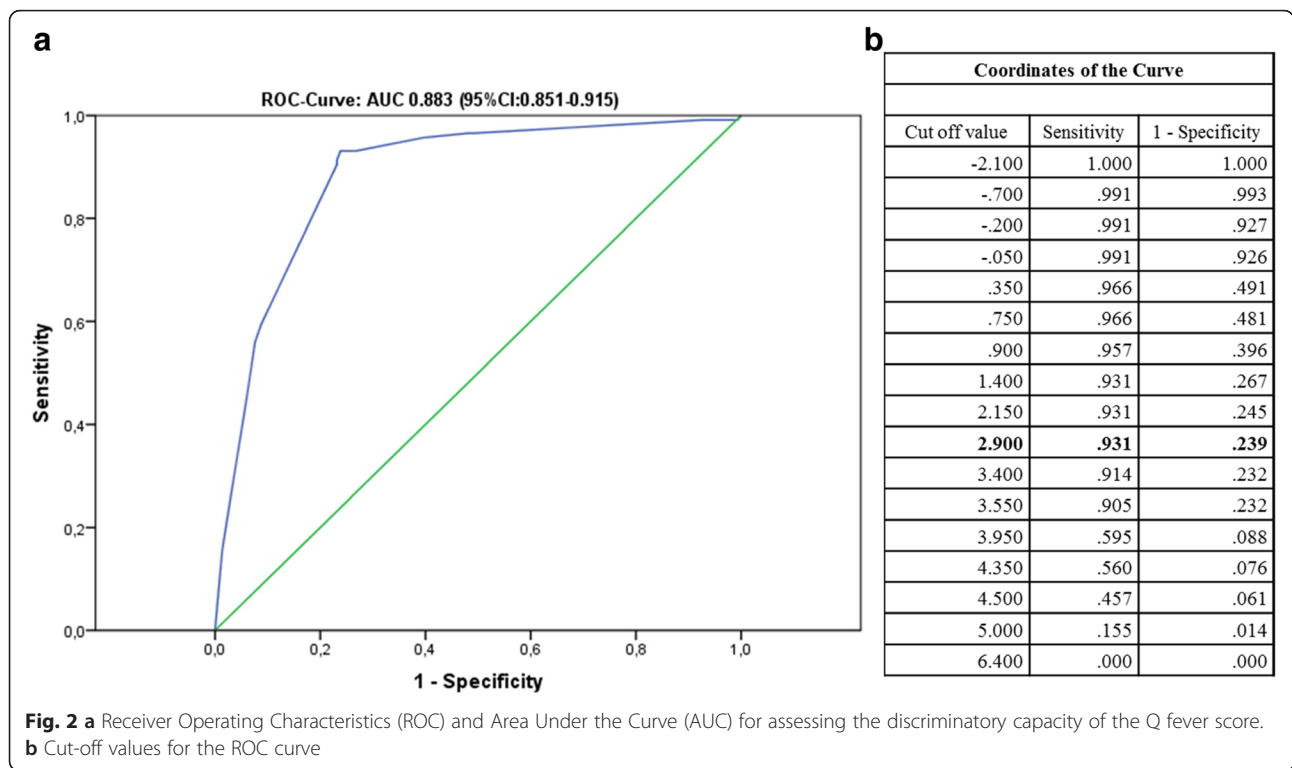 a
ROC-Curve: AUC 0.883 (95%CI:0.851-0.915)
1,0
0,8
0,6
0,4
0,2
0,0
Sensitivity
0,0 0,2 0,4 0,6 0,8 1,0
1 - Specificity
b
Coordinates of the Curve
Cut off value Sensitivity 1 - Specificity
-2.100 1.000 1.000
-.700 .991 .993
-.200 .991 .927
-.050 .991 .926
.350 .966 .491
.750 .966 .481
.900 .957 .396
1.400 .931 .267
2.150 .931 .245
2.900 .931 .239
3.400 .914 .232
3.550 .905 .232
3.950 .595 .088
4.350 .560 .076
4.500 .457 .061
5.000 .155 .014
6.400 .000 .000
Fig. 2 a Receiver Operating Characteristics (ROC) and Area Under the Curve (AUC) for assessing the discriminatory capacity of the Q fever score.
b Cut-off values for the ROC curve